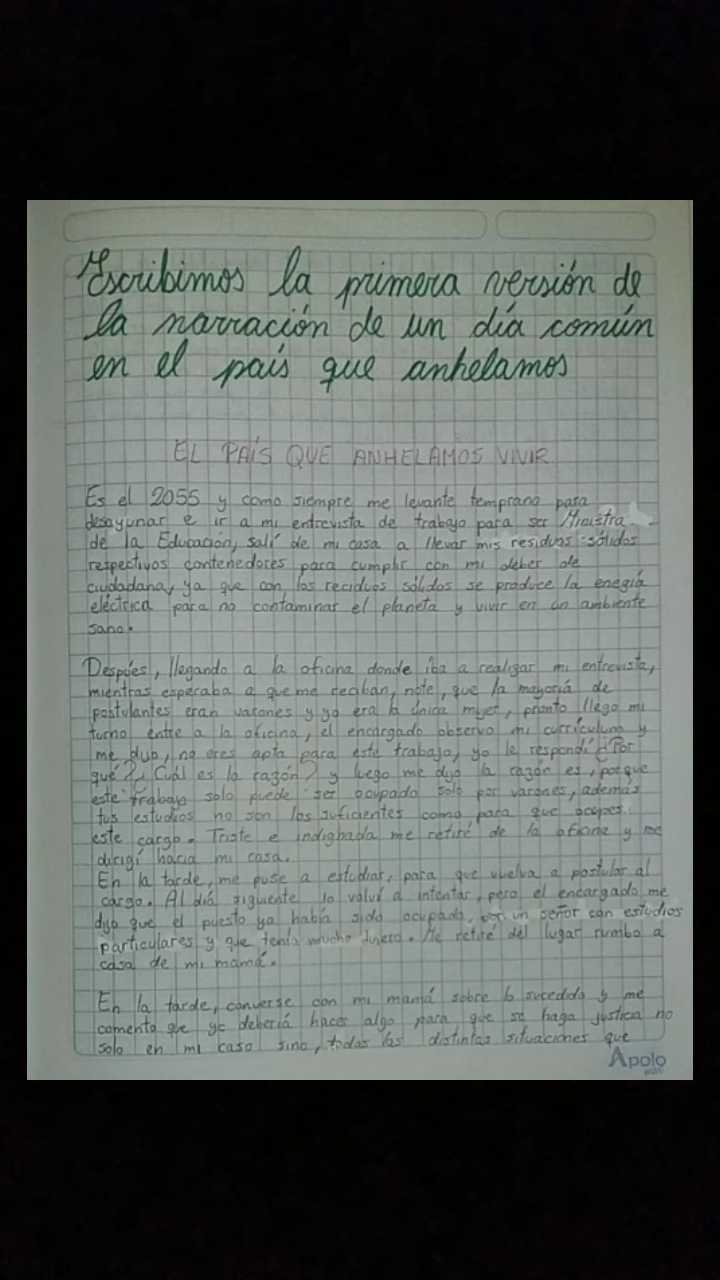 Escribimos la primera versión de
la narración de un día común
en el país que anhelamos
EL PAÍS QUE ANHELAMOS VIVIR
Es el 2055 y como siempre me levante temprano para
desayunar e ir a mi entrevista de trabajo para ser Ministra
de la Educación, salí de mi casa a llevar mis residuos sólidos
respectivos contenedores para cumplir con mi deber de
ciudadana, ya que con los reciduos sólidos se produce la enegía
eléctrica para no contaminar el planeta y vivir en un ambiente
sano.
Despúes, llegando a la oficina donde iba a realizar mi entrevista,
mientras esperaba a que me reciban, note, que la mayoriá de
postulantes eran varones y yo era la única mujer, pronto llego mi
turno entre a la oficina, el encargado observo mi currículum y
me dijo, no eres apta para este trabajo, yo le respondí ¿Por
qué?, Cuál es la razón? y luego me dijo la razón es, porque
este trabajo solo puede ser ocupado solo por varones, además
tus estudios no son los suficientes como para que ocupes
este cargo. Triste e indignada me retiré de la oficina y me
dirigí hacia mi casa.
En la tarde, me puse a estudiar, para que vuelva a postular al
cargo. Al diá siguiente lo volví a intentar, pero el encargado me
dijo que el puesto ya había sido ocupado, por un señor con estudios
particulares y que tenía mucho dinero. Me retiré del lugar rumbo a
casa de mi mamá.
En la tarde, converse con mi mamá sobre lo sucedido y me
comento que yo deberiá hacer algo para que se haga justicia no
solo en mi caso sino, todas las distintas situaciones que
Apolo